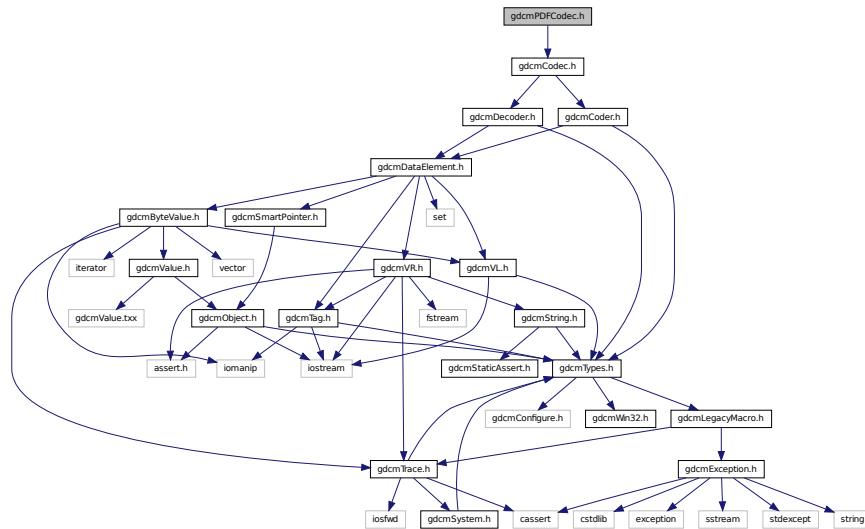 gdcmPDFCodec.h
gdcmCodec.h
gdcmDecoder.h
gdcmCoder.h
gdcmDataElement.h
gdcmByteValue.h
gdcmSmartPointer.h
set
iterator
gdcmValue.h
vector
gdcmVR.h
gdcmVL.h
gdcmValue.txx
gdcmObject.h
gdcmTag.h
fstream
gdcmString.h
assert.h
iomanip
iostream
gdcmStaticAssert.h
gdcmTypes.h
gdcmConfigure.h
gdcmWin32.h
gdcmLegacyMacro.h
gdcmTrace.h
gdcmException.h
iosfwd
gdcmSystem.h
cassert
cstdlib
exception
sstream
stdexcept
string